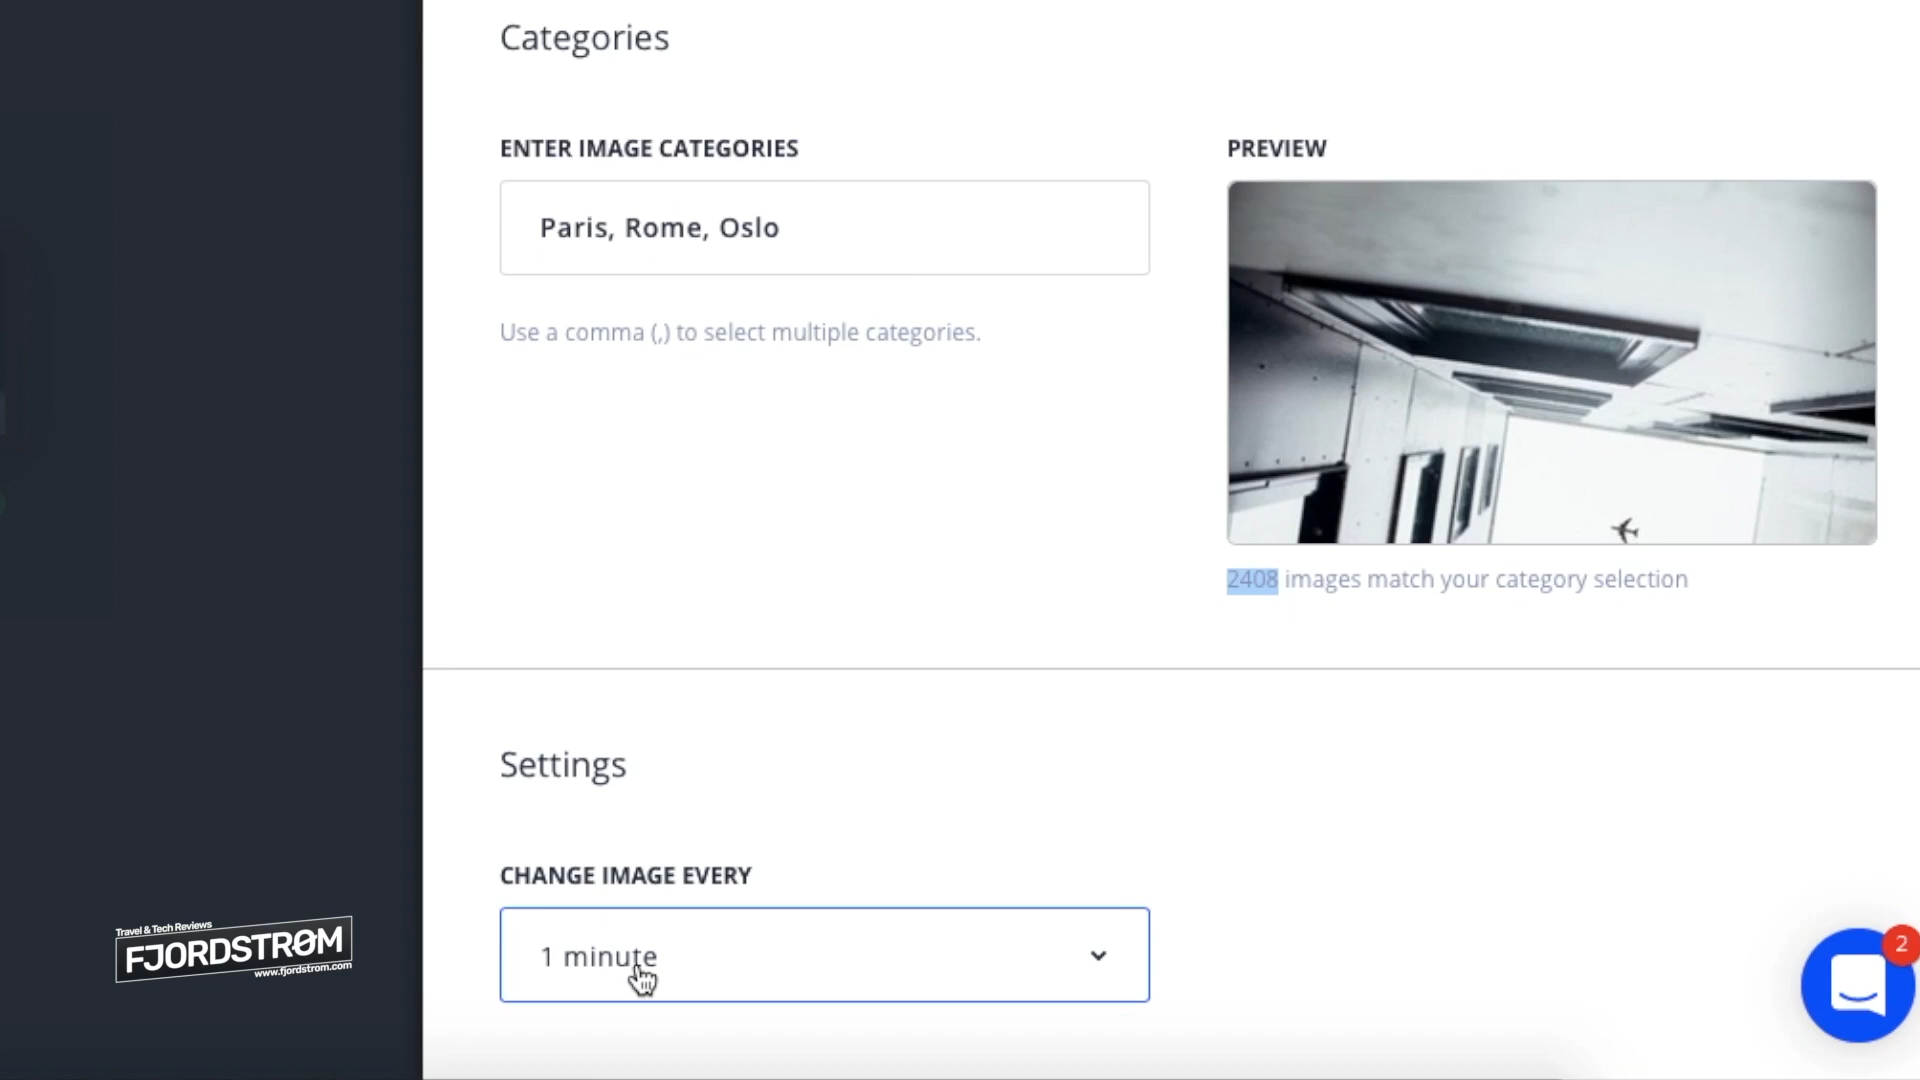 Categories
ENTER IMAGE CATEGORIES
PREVIEW
Paris, Rome, Oslo
Use a comma (,) to select multiple categories.
2408 images match your category selection
Settings
CHANGE IMAGE EVERY
1 minute
Travel & Tech Reviews
FJORDSTRØM
www.fjordstrom.com
2